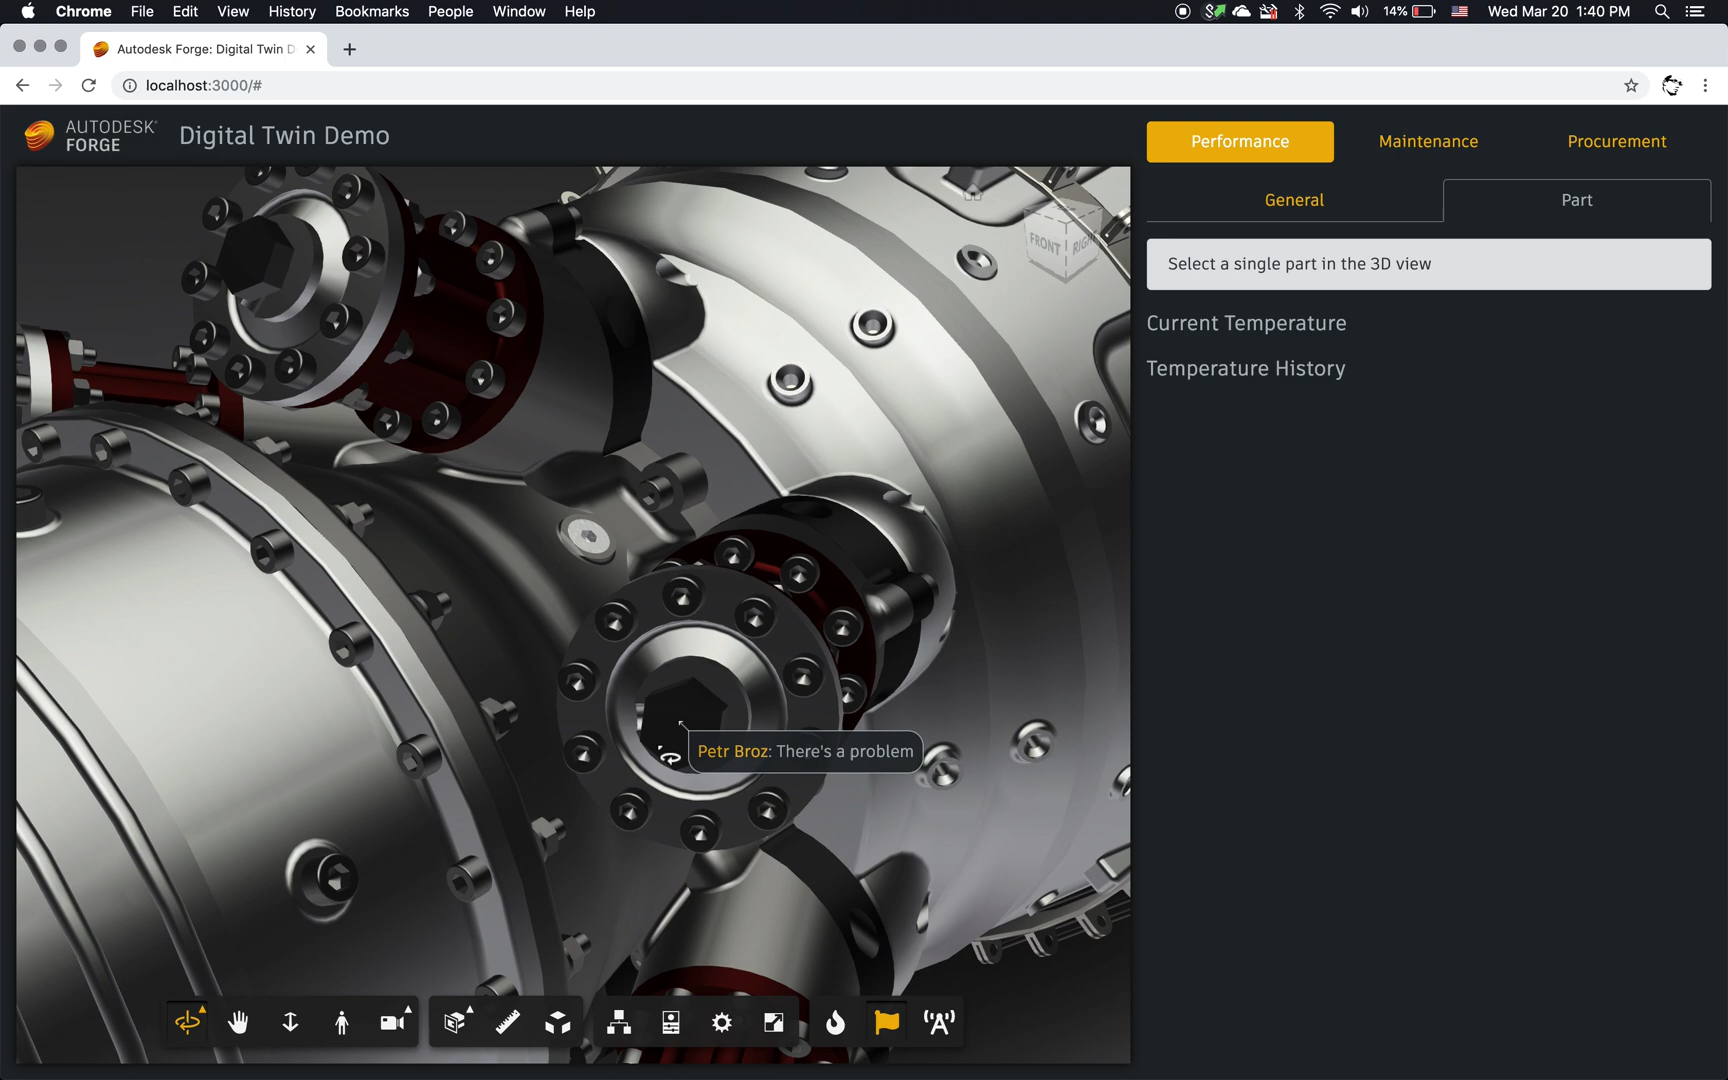 Chrome File Edit View History Bookmarks People Window Help 14% Wed Mar 20 1:40 PM
Autodesk Forge: Digital Twin D
localhost:3000/#
AUTODESK®
FORGE
Digital Twin Demo
Performance Maintenance Procurement
General Part
Select a single part in the 3D view
Current Temperature
Temperature History
FRONT RIGHT
Petr Broz: There's a problem